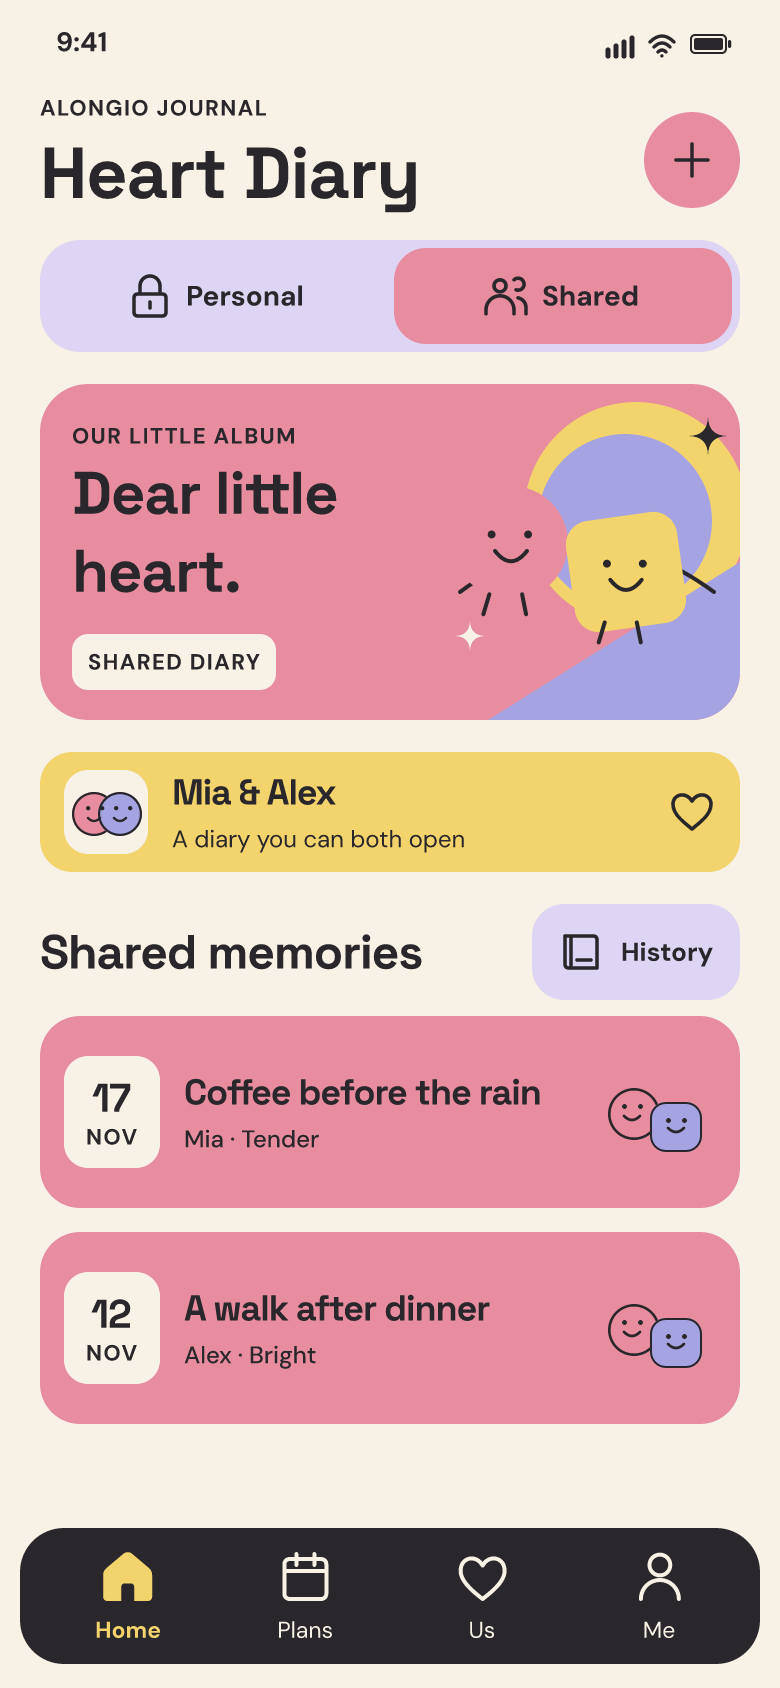 9:41
ALONGIO JOURNAL
Heart Diary
Personal
Shared
OUR LITTLE ALBUM
Dear little
heart.
SHARED DIARY
Mia & Alex
A diary you can both open
Shared memories
History
17
NOV
Coffee before the rain
Mia · Tender
12
NOV
A walk after dinner
Alex · Bright
Home
Plans
Us
Me